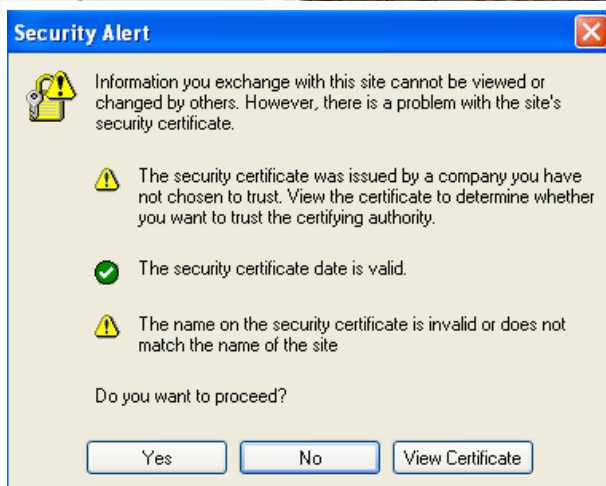 Security Alert
Information you exchange with this site cannot be viewed or
changed by others. However, there is a problem with the site's
security certificate.
The security certificate was issued by a company you have
not chosen to trust. View the certificate to determine whether
you want to trust the certifying authority.
The security certificate date is valid.
The name on the security certificate is invalid or does not
match the name of the site
Do you want to proceed?
Yes No View Certificate